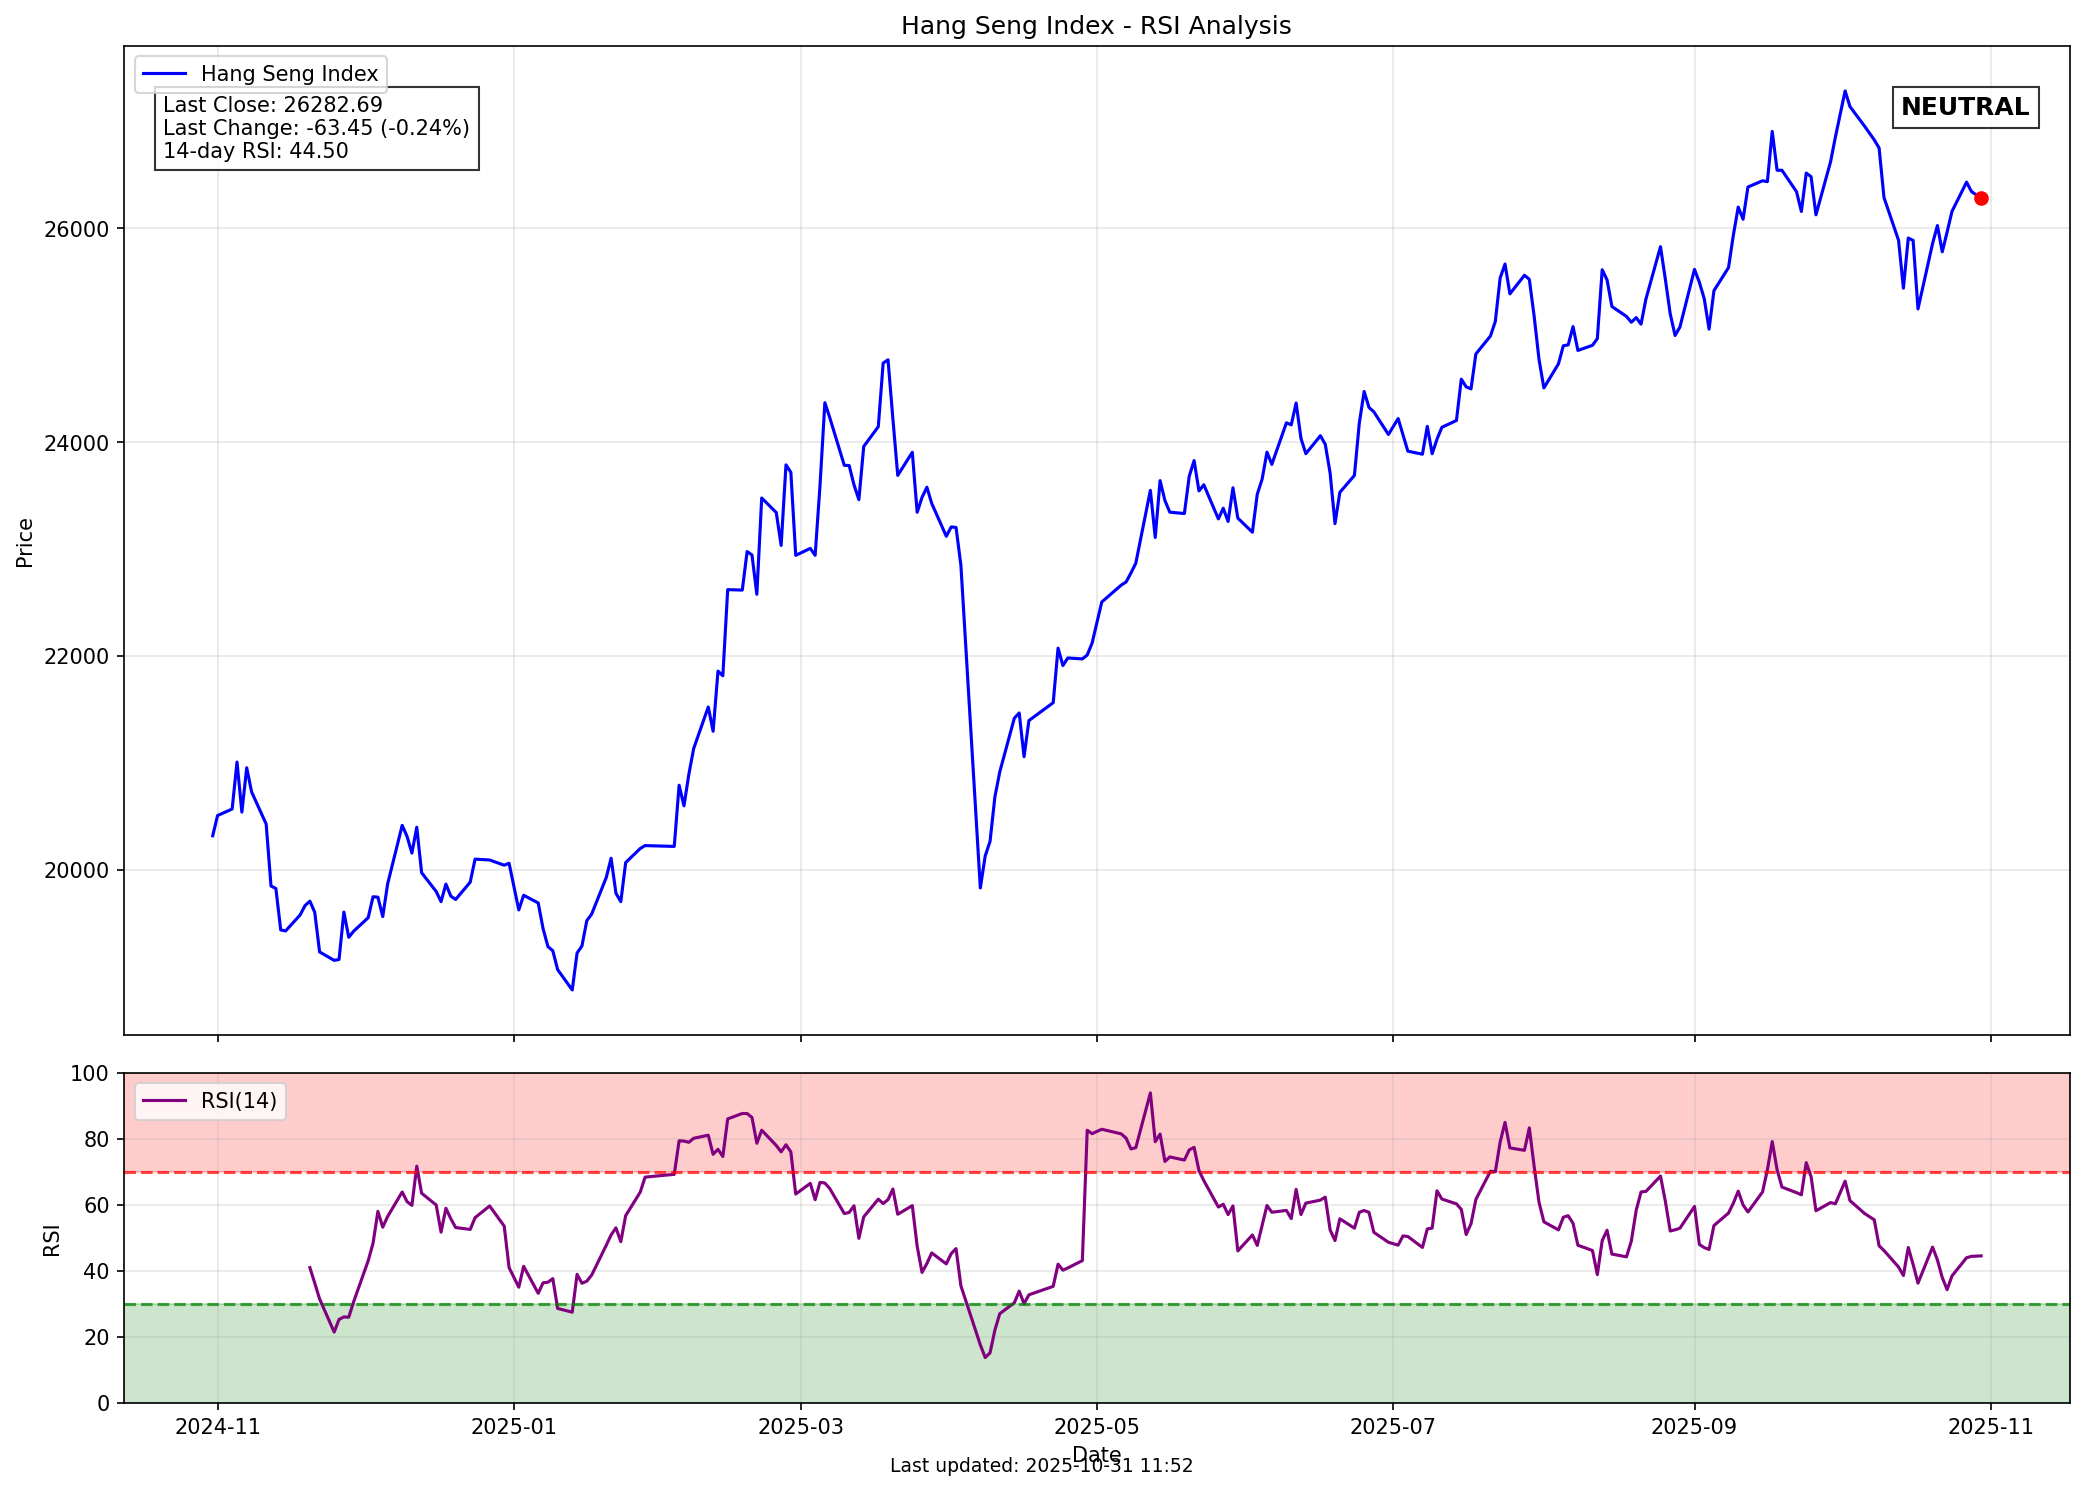 Hang Seng Index - RSI Analysis
Hang Seng Index
Last Close: 26282.69
Last Change: -63.45 (-0.24%)
14-day RSI: 44.50
NEUTRAL
Price
26000
24000
22000
20000
RSI(14)
RSI
100
80
60
40
20
0
2024-11
2025-01
2025-03
2025-05
2025-07
2025-09
2025-11
Date
Last updated: 2025-10-31 11:52